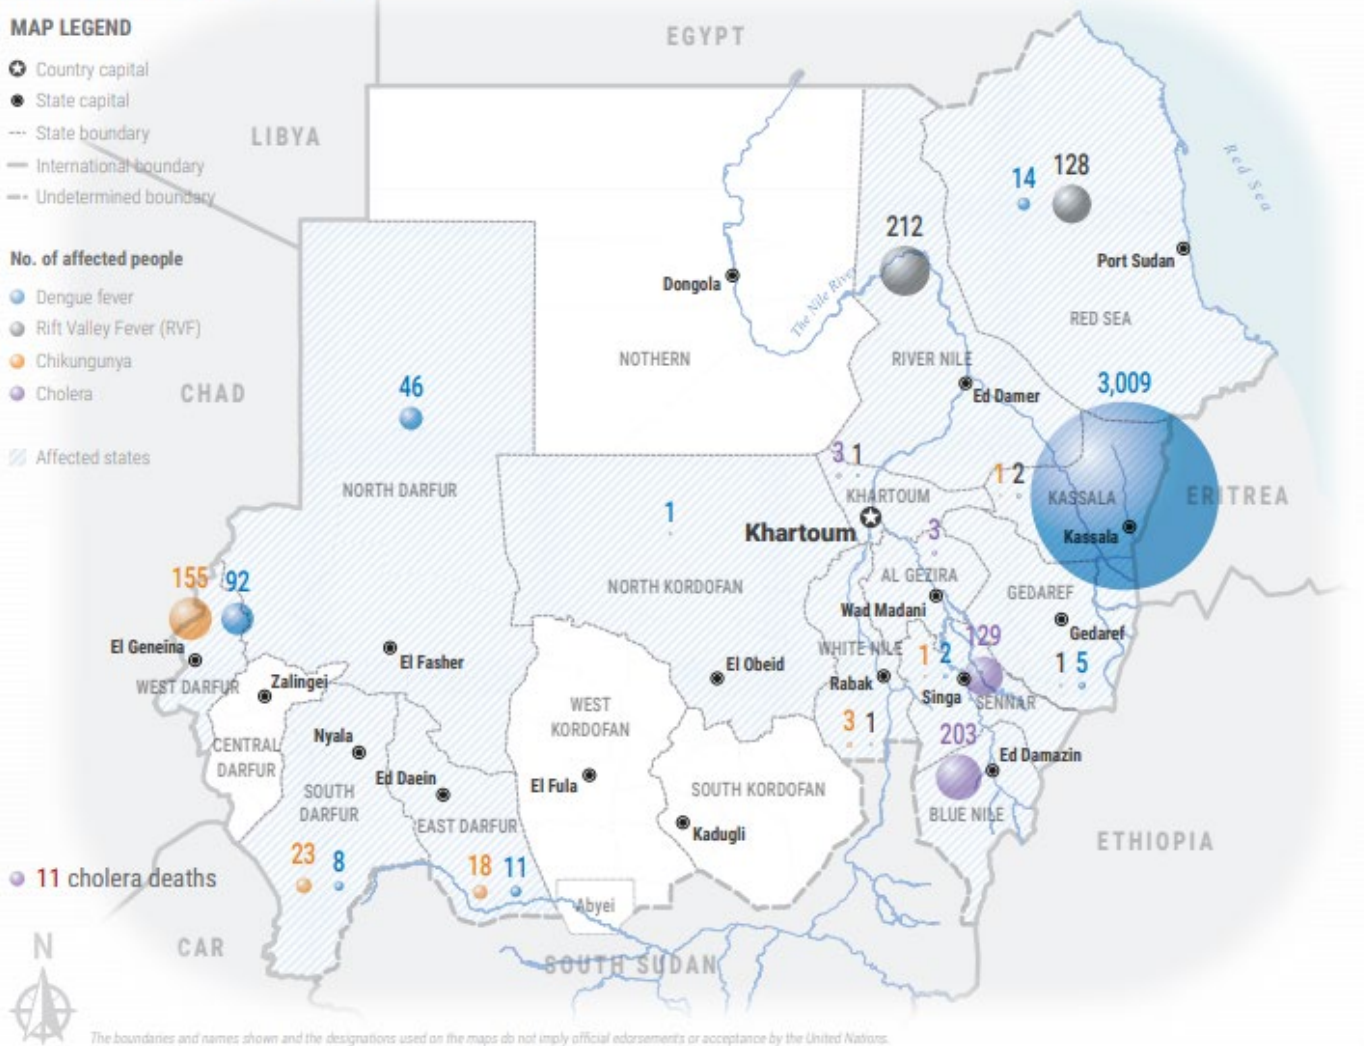 MAP LEGEND
Country capital
State capital
State boundary
International boundary
Undetermined boundary
No. of affected people
Dengue fever
Rift Valley Fever (RVF)
Chikungunya
Cholera
Affected states
EGYPT
LIBYA
CHAD
Red Sea
14 128
212
Port Sudan
Dongola
The Nile River
RED SEA
NOTHERN
RIVER NILE
46
3,009
Ed Damer
3 1
1 2
NORTH DARFUR
KHARTOUM
KASSALA
ERITREA
1
Khartoum
3
Kassala
155 92
NORTH KORDOFAN
AL GEZIRA
GEDAREF
Wad Madani
Gedaref
129
El Geneina
El Fasher
El Obeid
WHITE NILE
1 2
1 5
WEST DARFUR
Zalingei
Rabak
Singa
SENNAR
WEST
KORDOFAN
3 1
203
Nyala
CENTRAL
DARFUR
Ed Daein
El Fula
Ed Damazin
SOUTH
DARFUR
SOUTH KORDOFAN
EAST DARFUR
Kadugli
BLUE NILE
ETHIOPIA
23 8
18 11
11 cholera deaths
Abyei
N
CAR
SOUTH SUDAN
The boundaries and names shown and the designations used on the maps do not imply official edorsements or acceptance by the United Nations.